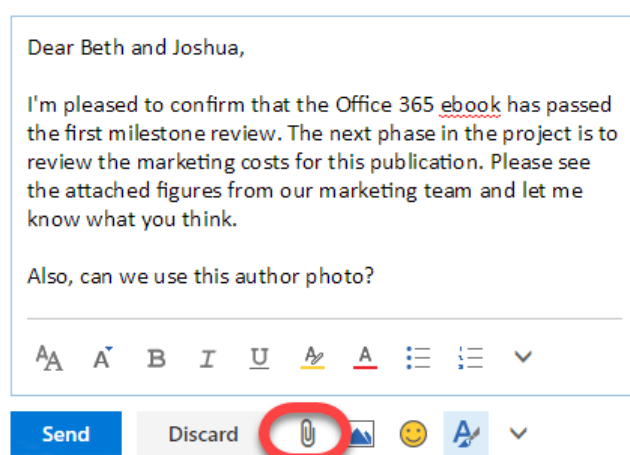 Dear Beth and Joshua,
I'm pleased to confirm that the Office 365 ebook has passed
the first milestone review. The next phase in the project is to
review the marketing costs for this publication. Please see
the attached figures from our marketing team and let me
know what you think.
Also, can we use this author photo?
AA A B I U A A
Send Discard